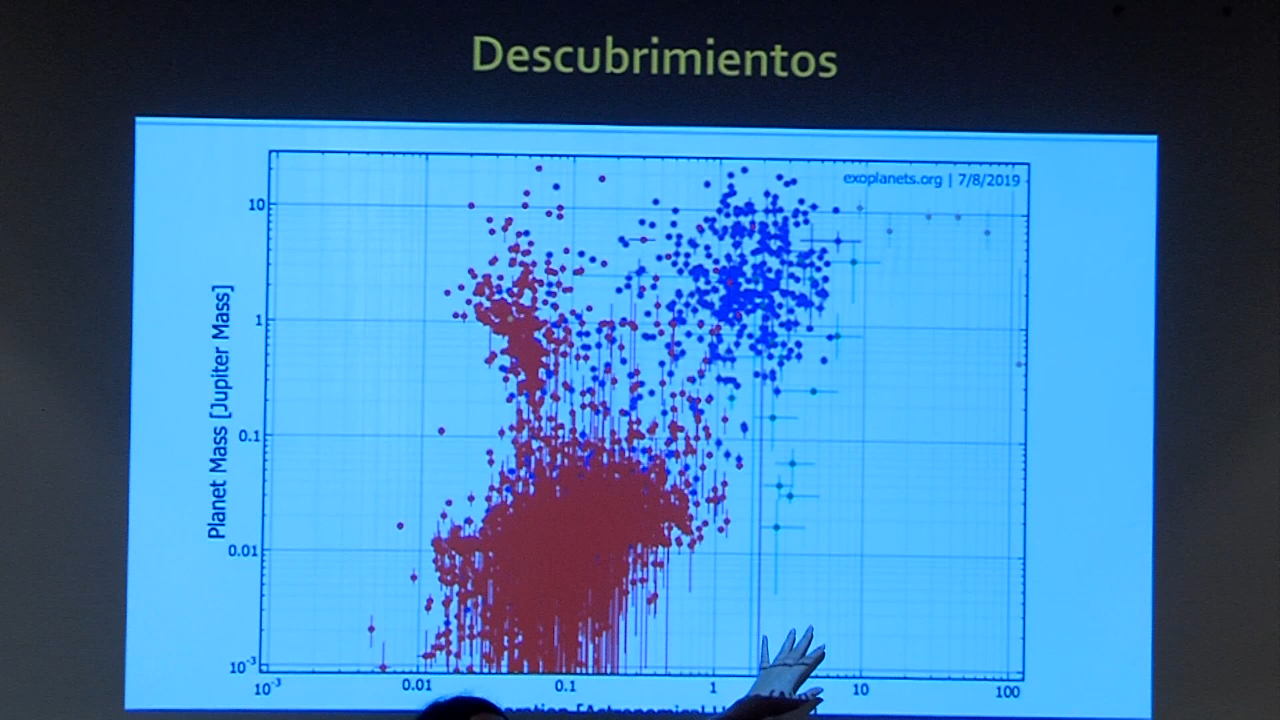 Descubrimientos
exoplanets.org | 7/8/2019
Planet Mass [Jupiter Mass]
10
1
0.1
0.01
10⁻³
10⁻³
0.01
0.1
1
10
100
[Astronomical